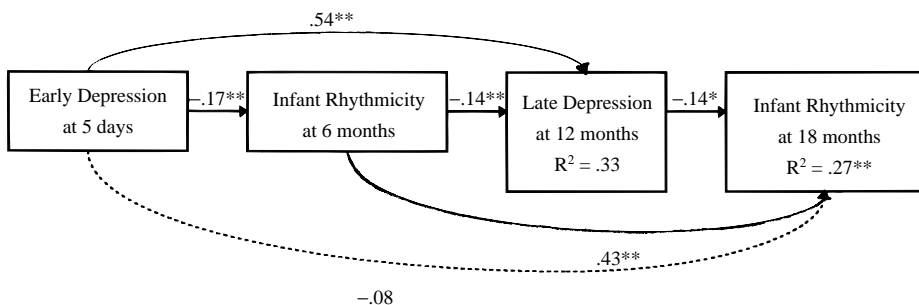 .54**
Early Depression
at 5 days
–.17**
Infant Rhythmicity
at 6 months
–.14**
Late Depression
at 12 months
R² = .33
–.14*
Infant Rhythmicity
at 18 months
R² = .27**
.43**
–.08